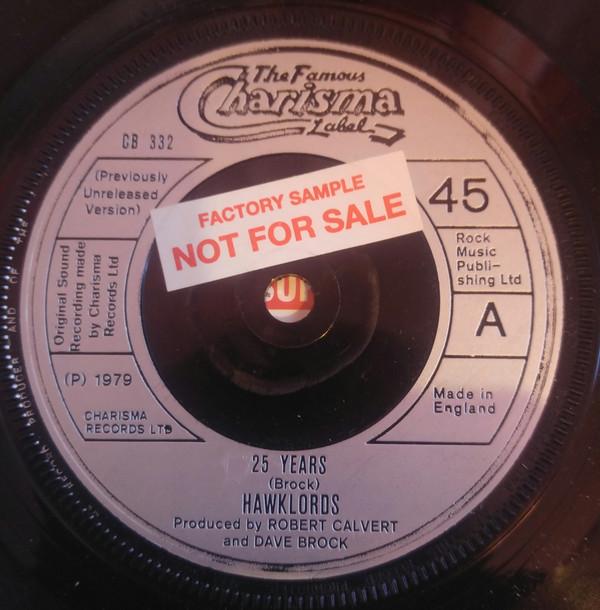 The Famous
Charisma
Label
CB 332
(Previously
Unreleased
Version)
FACTORY SAMPLE
NOT FOR SALE
45
Rock
Music
Publi-
shing Ltd
Original Sound
Recording made
by Charisma
Records Ltd
A
(P) 1979
CHARISMA
RECORDS LTD
Made in
England
25 YEARS
(Brock)
HAWKLORDS
Produced by ROBERT CALVERT
and DAVE BROCK